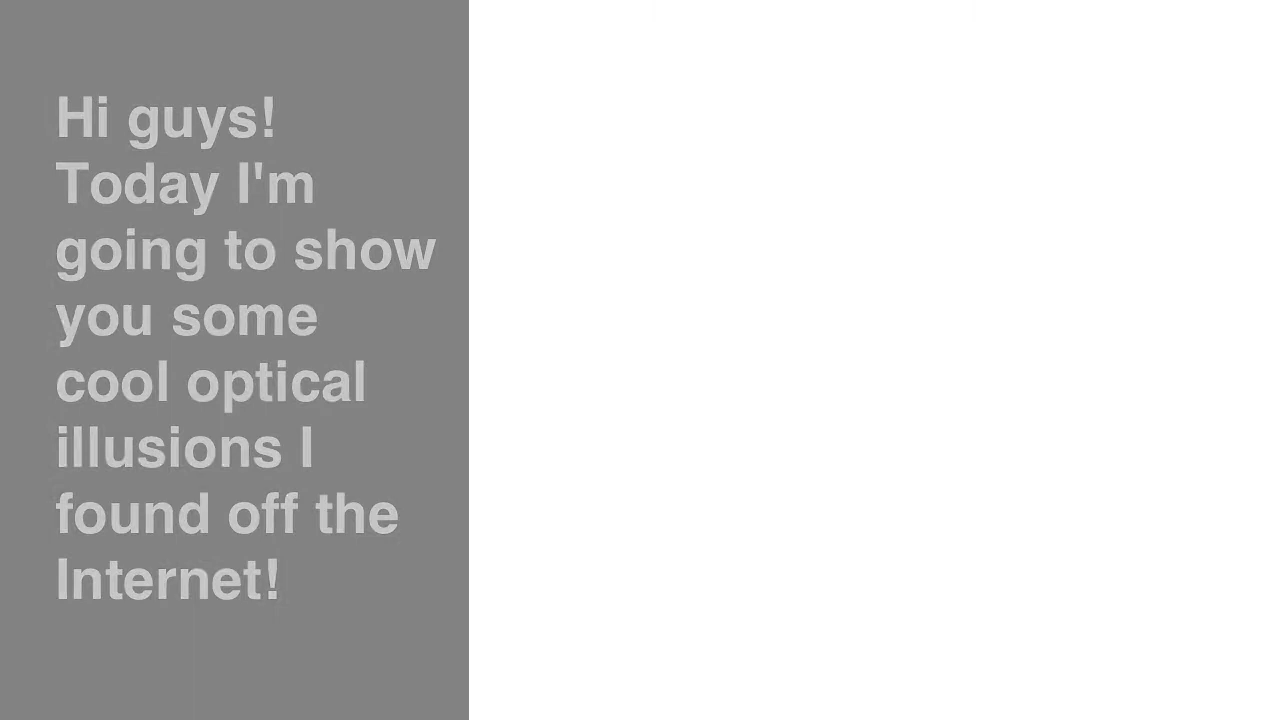 Hi guys!
Today I'm
going to show
you some
cool optical
illusions I
found off the
Internet!